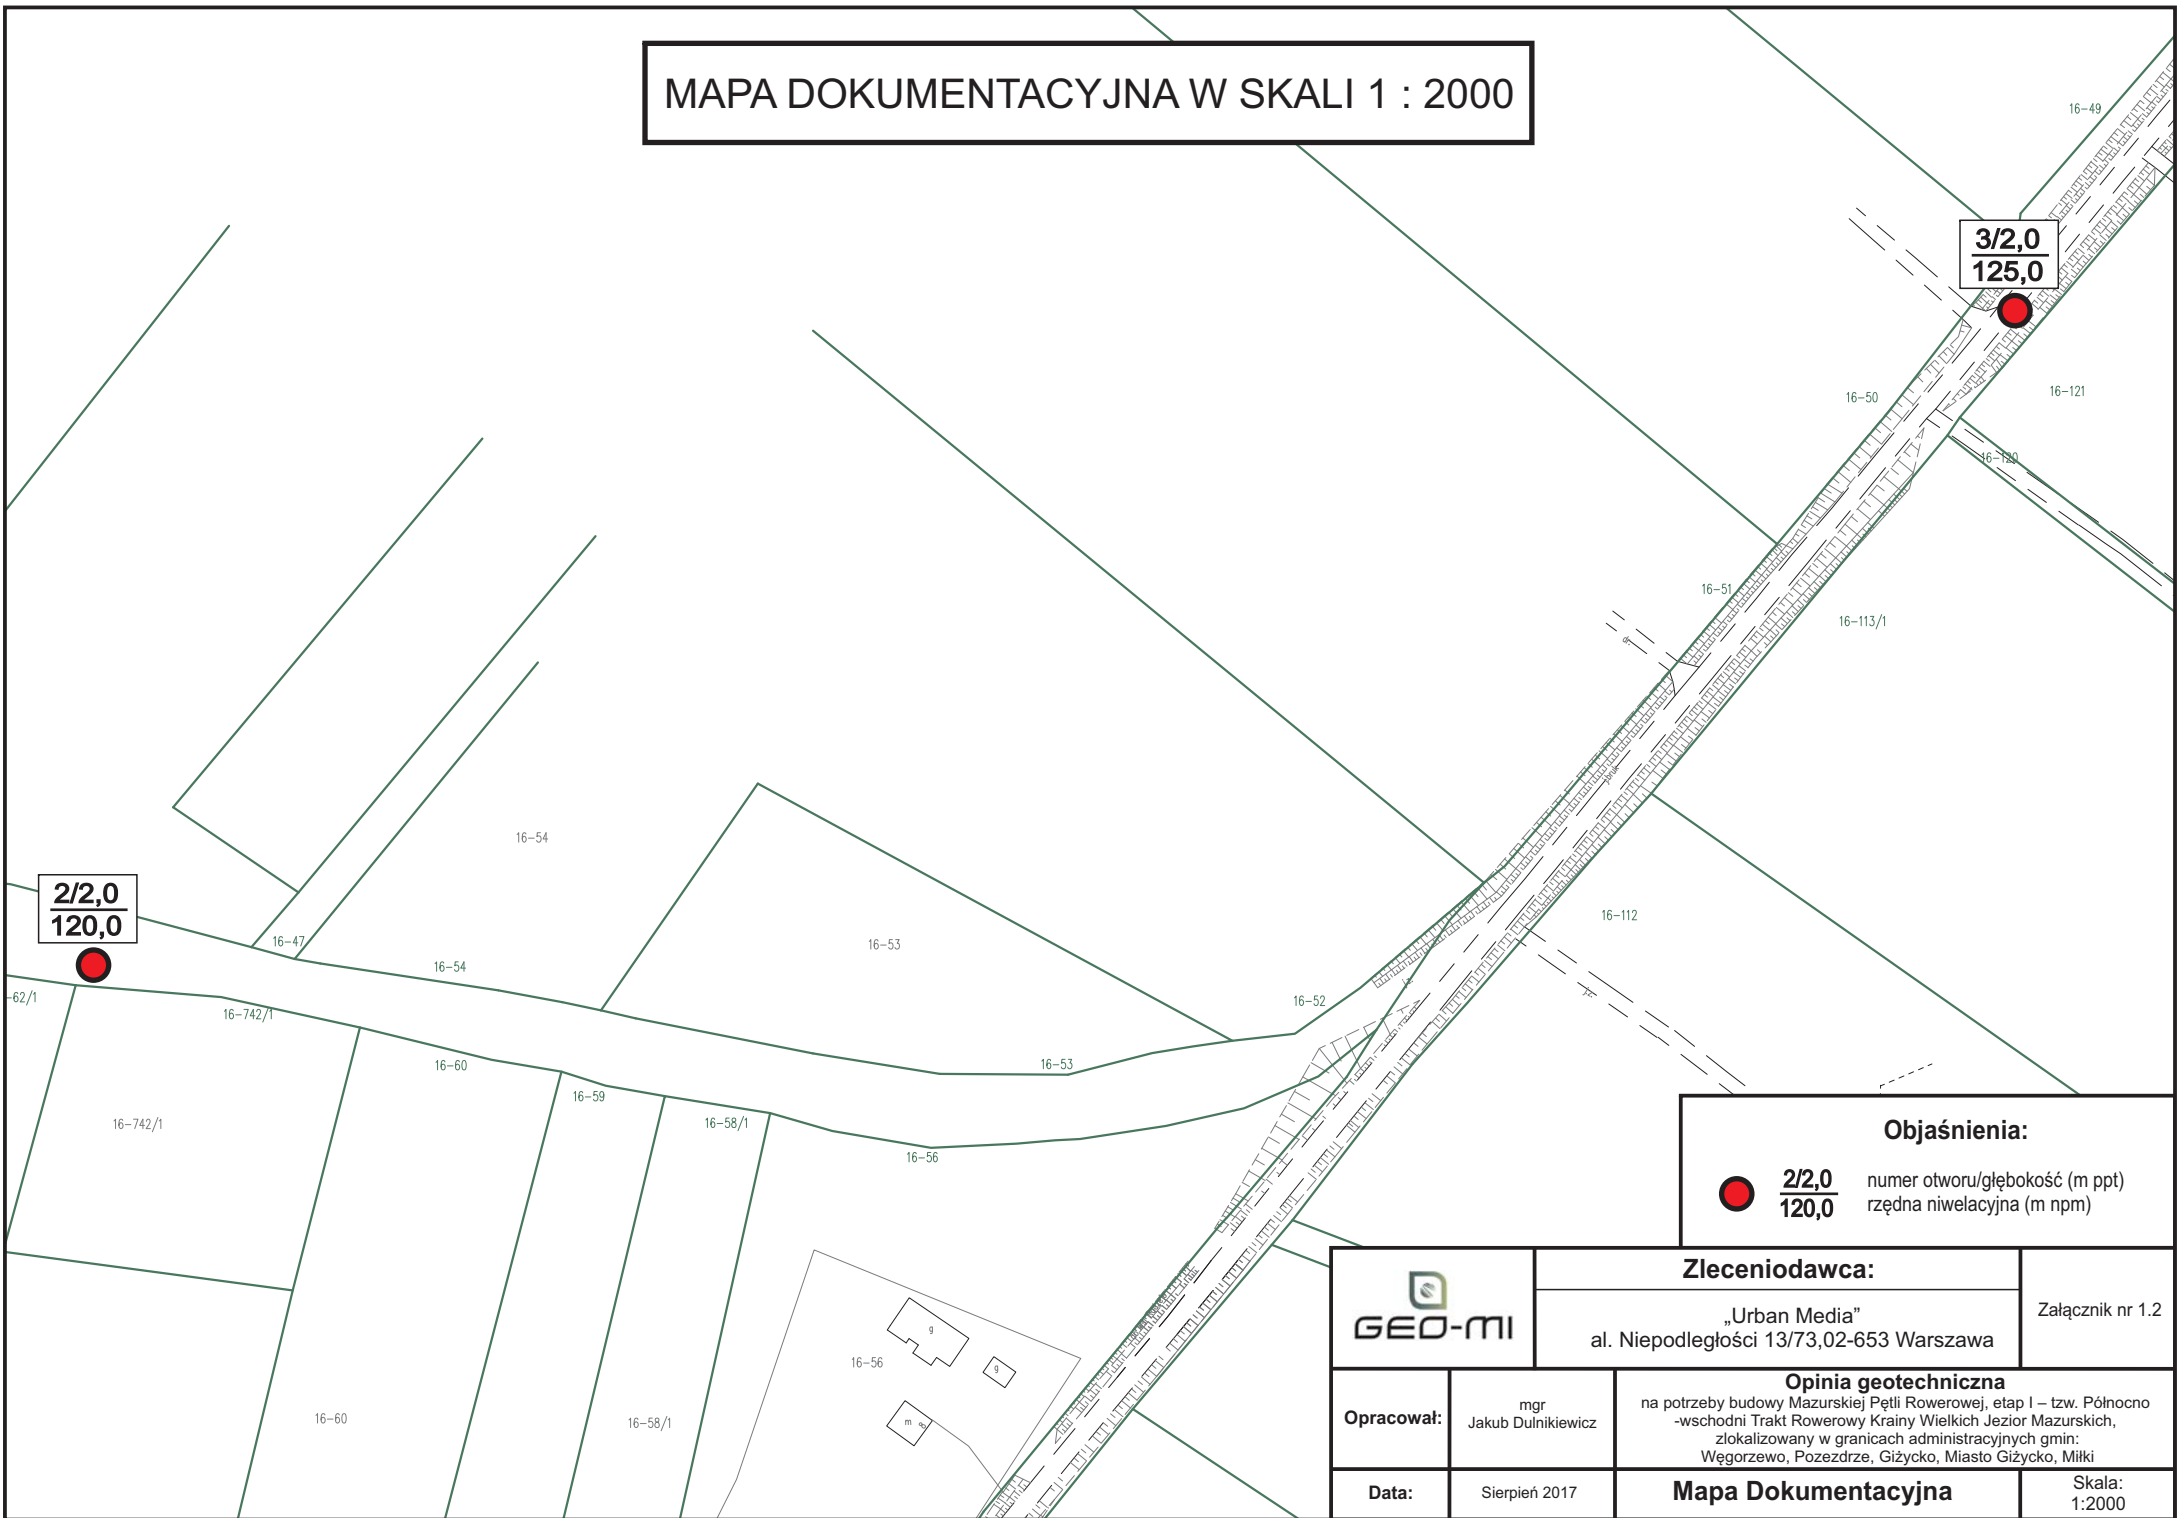 MAPA DOKUMENTACYJNA W SKALI 1 : 2000
16-49
3/2,0
125,0
16-50
16-121
16-120
16-51
16-113/1
gr.
bruk
16-54
2/2,0
120,0
16-47
16-54
16-53
16-112
16-52
-62/1
16-742/1
16-53
16-60
16-59
16-58/1
16-742/1
16-56
Objaśnienia:
2/2,0
120,0
numer otworu/głębokość (m ppt)
rzędna niwelacyjna (m npm)
g
g
m
8
16-56
16-60
16-58/1
GEO-MI
Zleceniodawca:
„Urban Media”
al. Niepodległości 13/73,02-653 Warszawa
Załącznik nr 1.2
Opracował:
mgr
Jakub Dulnikiewicz
Opinia geotechniczna
na potrzeby budowy Mazurskiej Pętli Rowerowej, etap I – tzw. Północno
-wschodni Trakt Rowerowy Krainy Wielkich Jezior Mazurskich,
zlokalizowany w granicach administracyjnych gmin:
Węgorzewo, Pozezdrze, Giżycko, Miasto Giżycko, Miłki
Data:
Sierpień 2017
Mapa Dokumentacyjna
Skala:
1:2000